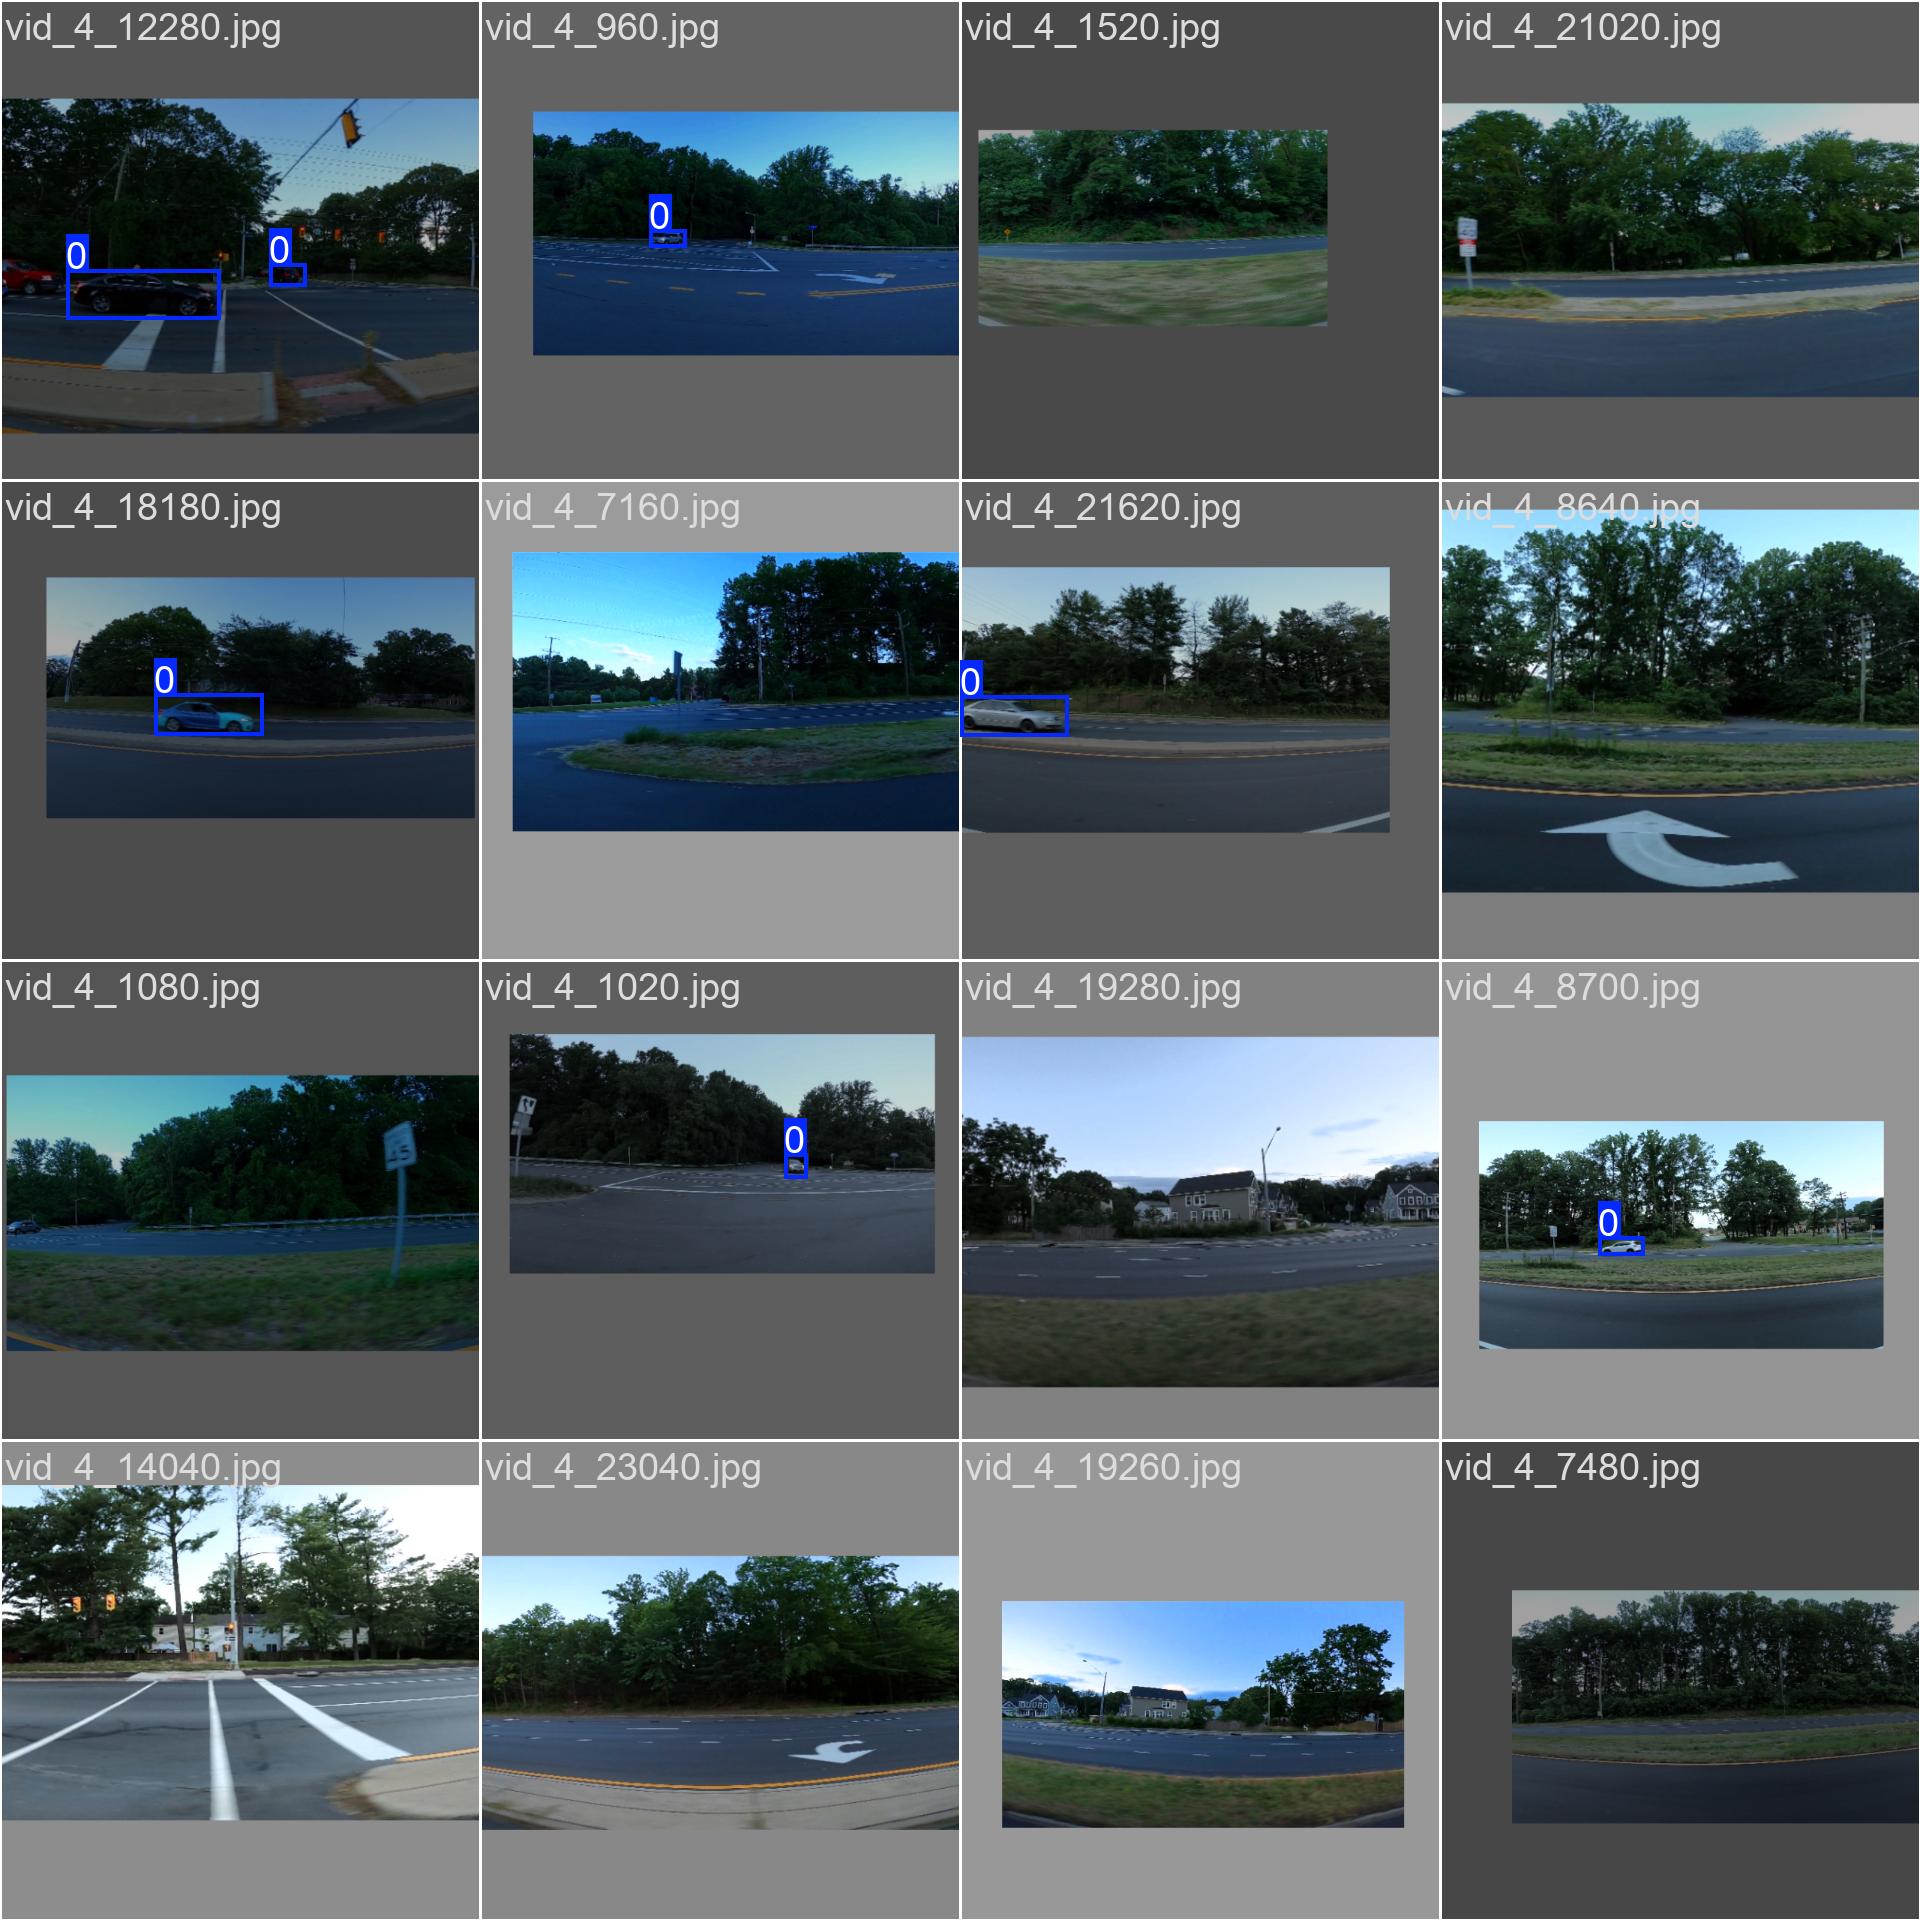 vid_4_12280.jpg
vid_4_960.jpg
vid_4_1520.jpg
vid_4_21020.jpg
0
0
0
vid_4_18180.jpg
vid_4_7160.jpg
vid_4_21620.jpg
vid_4_8640.jpg
0
0
vid_4_1080.jpg
vid_4_1020.jpg
vid_4_19280.jpg
vid_4_8700.jpg
45
0
0
vid_4_14040.jpg
vid_4_23040.jpg
vid_4_19260.jpg
vid_4_7480.jpg